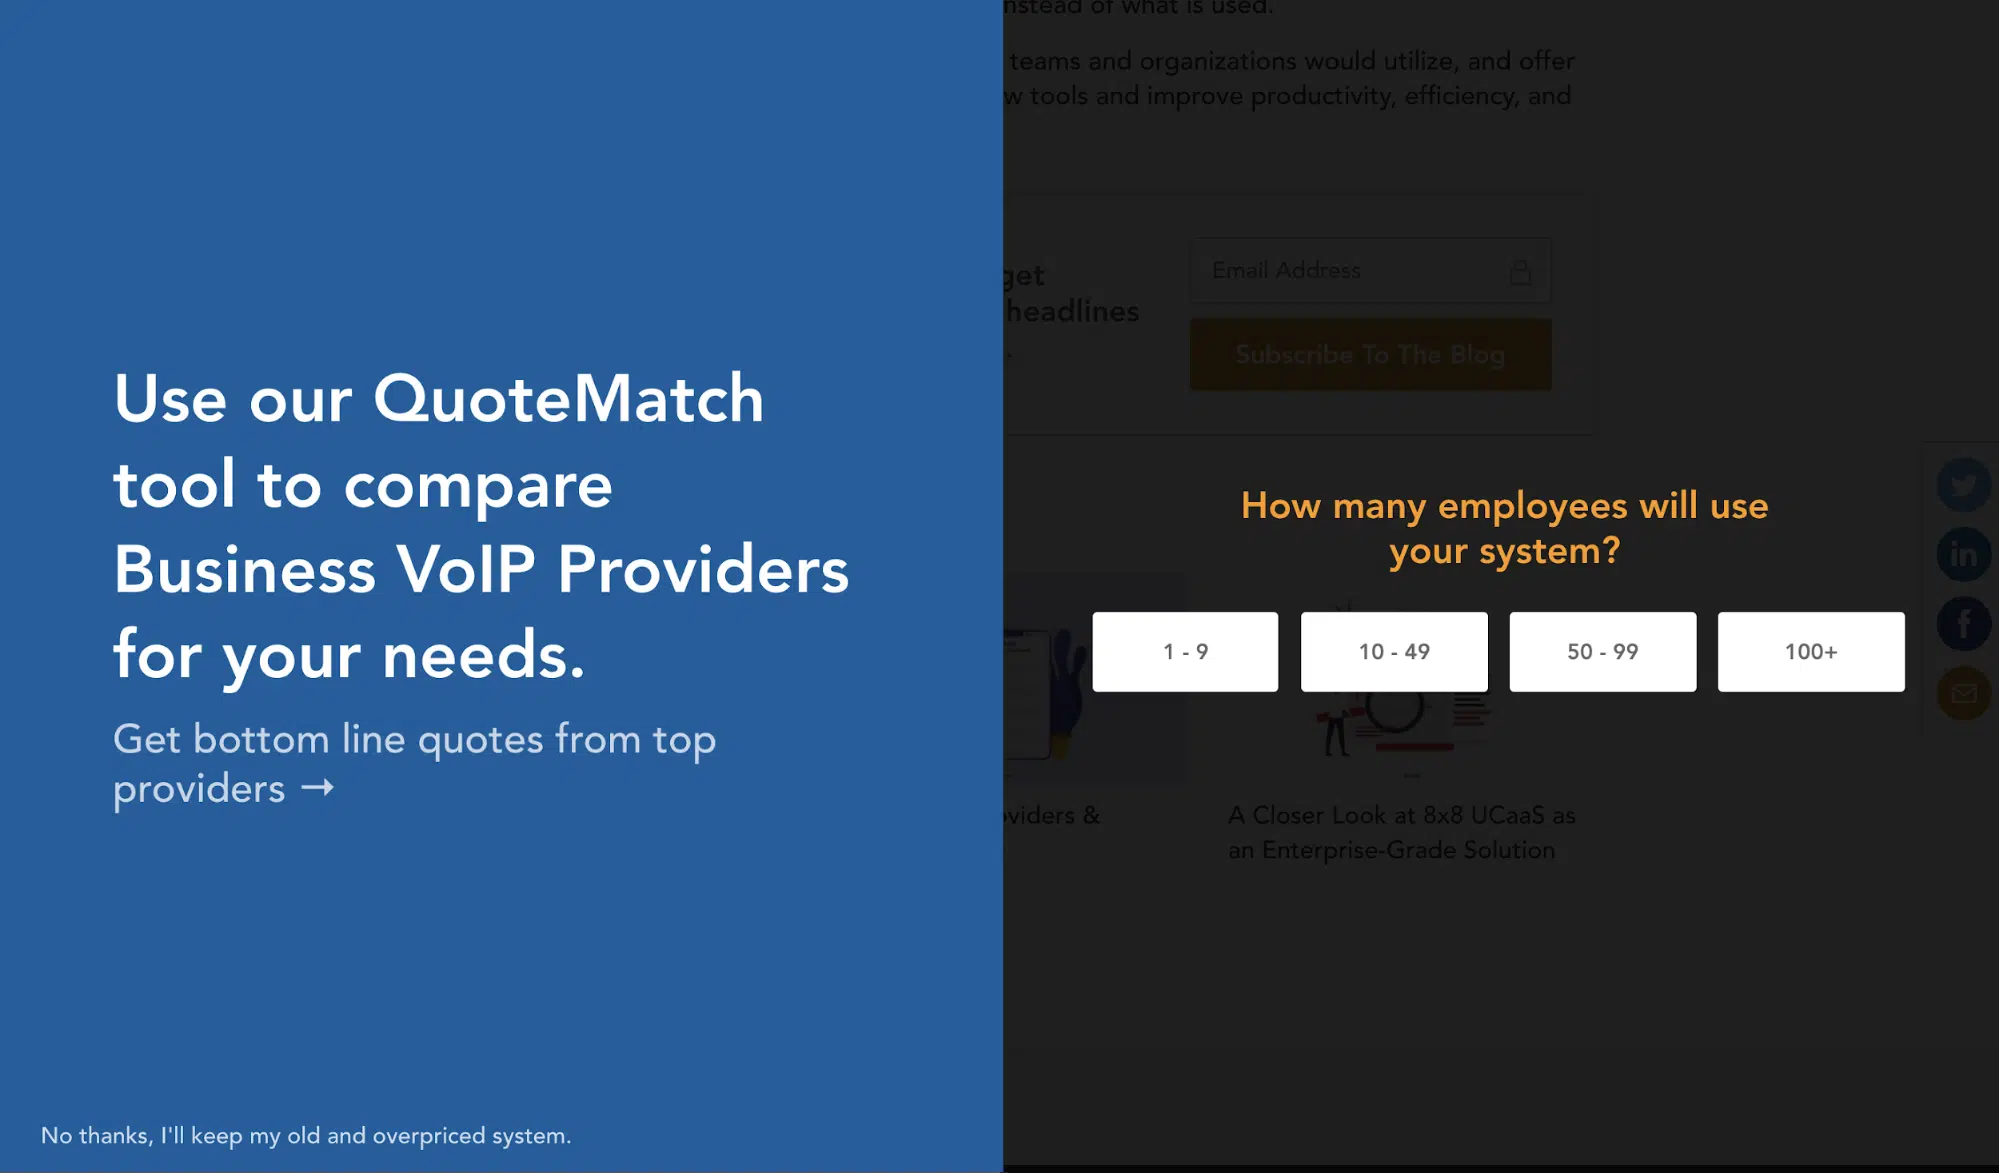 Use our QuoteMatch
tool to compare
Business VoIP Providers
for your needs.
Get bottom line quotes from top
providers →
No thanks, I'll keep my old and overpriced system.
of what is used.
teams and organizations would utilize, and offer
tools and improve productivity, efficiency, and
headlines
Email Address
Subscribe To The Blog
How many employees will use
your system?
1 - 9
10 - 49
50 - 99
100+
&
A Closer Look at 8x8 UCaaS as
an Enterprise-Grade Solution